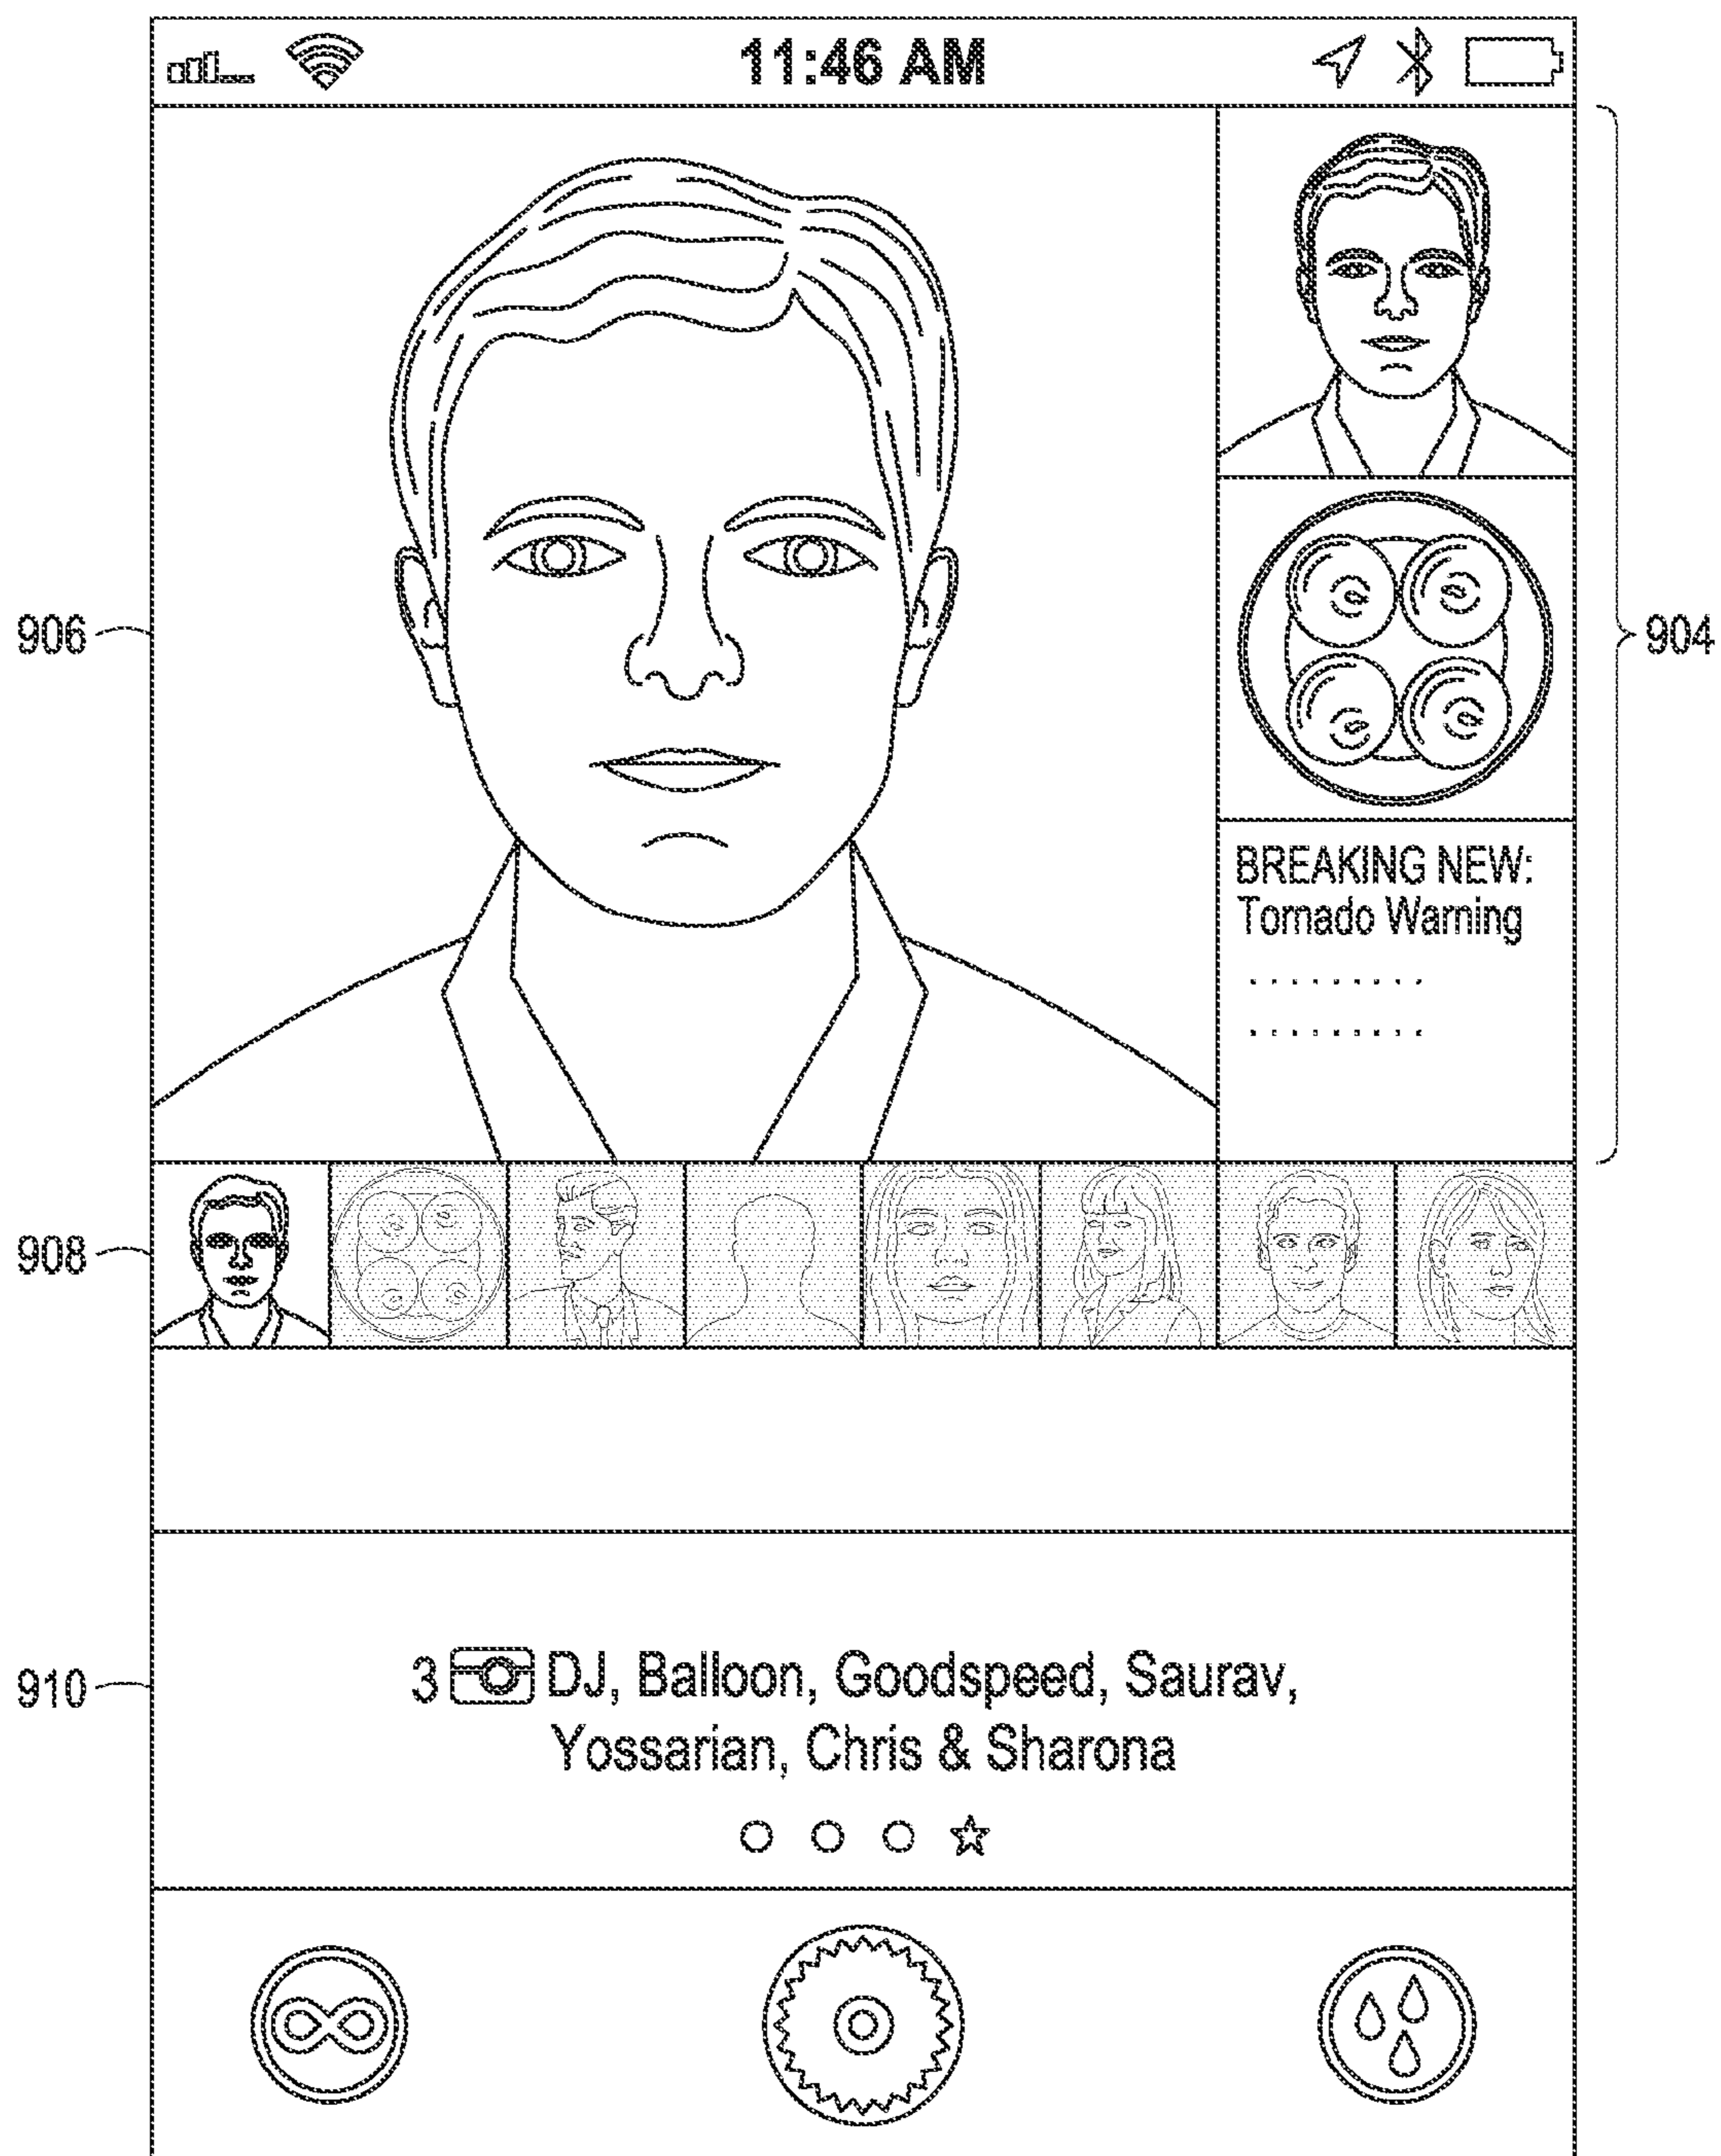 11:46 AM
906
904
BREAKING NEW:
Tornado Warning
908
910
3 DJ, Balloon, Goodspeed, Saurav,
Yossarian, Chris & Sharona